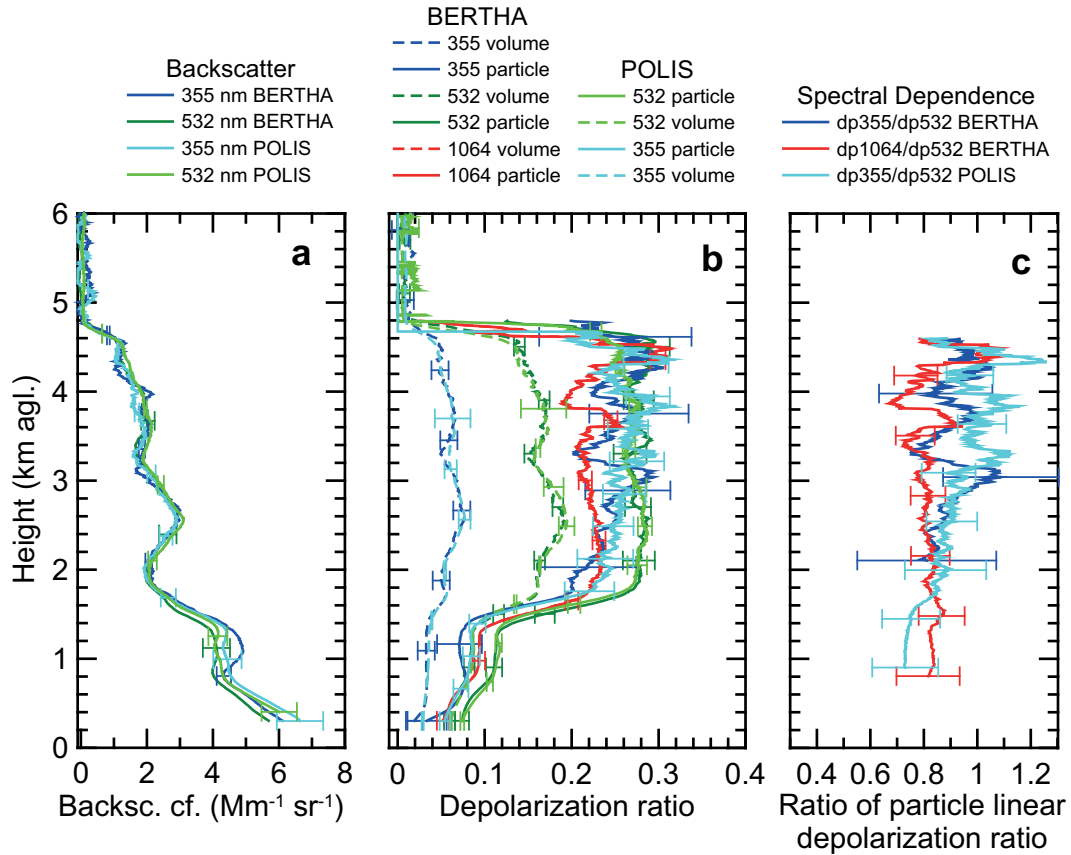 Backscatter
355 nm BERTHA
532 nm BERTHA
355 nm POLIS
532 nm POLIS
BERTHA
355 volume
355 particle
532 volume
532 particle
1064 volume
1064 particle
POLIS
532 particle
532 volume
355 particle
355 volume
Spectral Dependence
dp355/dp532 BERTHA
dp1064/dp532 BERTHA
dp355/dp532 POLIS
a
b
c
Height (km agl.)
6
5
4
3
2
1
0
0 2 4 6 8
Backsc. cf. (Mm⁻¹ sr⁻¹)
0 0.1 0.2 0.3 0.4
Depolarization ratio
0.4 0.6 0.8 1 1.2
Ratio of particle linear
depolarization ratio